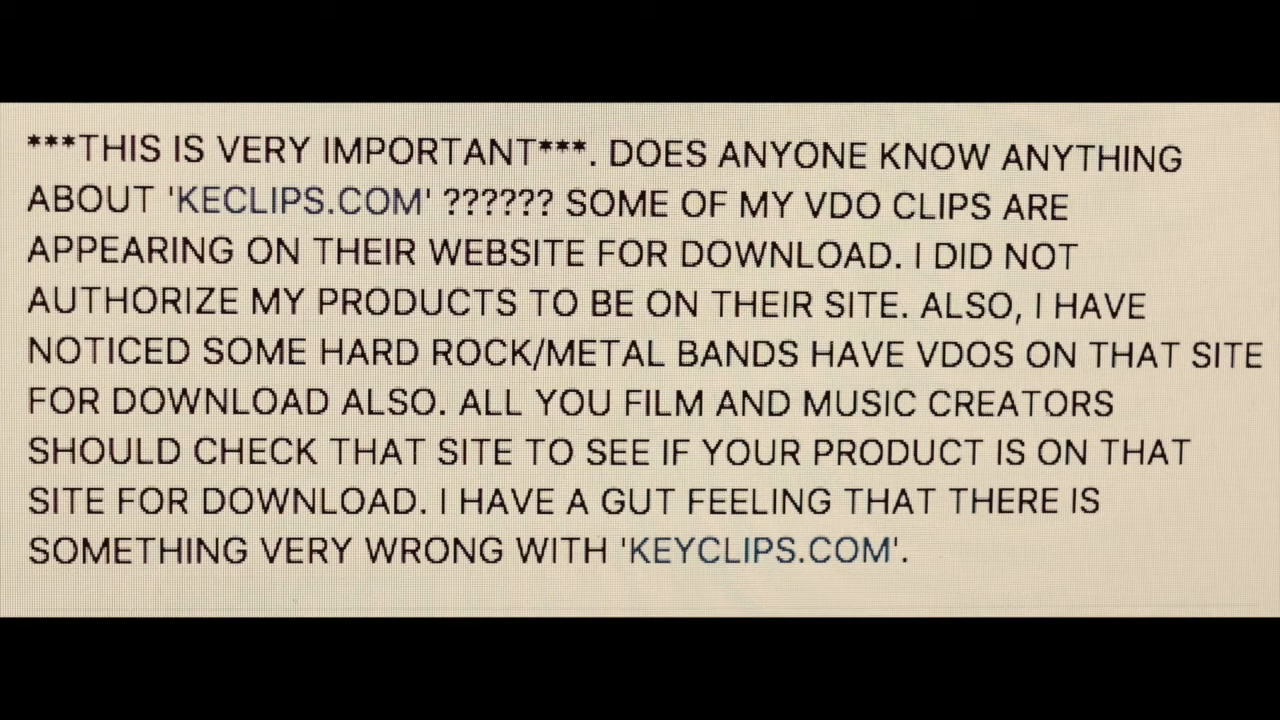 ***THIS IS VERY IMPORTANT***. DOES ANYONE KNOW ANYTHING
ABOUT 'KECLIPS.COM' ?????? SOME OF MY VDO CLIPS ARE
APPEARING ON THEIR WEBSITE FOR DOWNLOAD. I DID NOT
AUTHORIZE MY PRODUCTS TO BE ON THEIR SITE. ALSO, I HAVE
NOTICED SOME HARD ROCK/METAL BANDS HAVE VDOS ON THAT SITE
FOR DOWNLOAD ALSO. ALL YOU FILM AND MUSIC CREATORS
SHOULD CHECK THAT SITE TO SEE IF YOUR PRODUCT IS ON THAT
SITE FOR DOWNLOAD. I HAVE A GUT FEELING THAT THERE IS
SOMETHING VERY WRONG WITH 'KEYCLIPS.COM'.